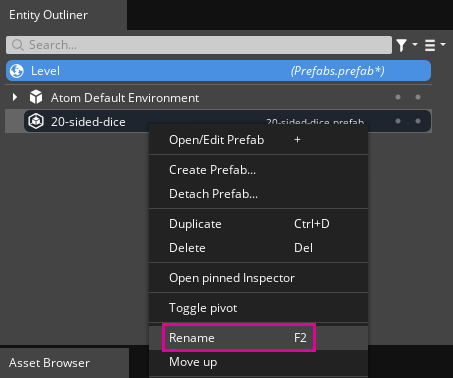 Entity Outliner
Search...
Level (Prefabs.prefab*)
Atom Default Environment
20-sided-dice 20-sided-dice.prefab
Open/Edit Prefab +
Create Prefab...
Detach Prefab...
Duplicate Ctrl+D
Delete Del
Open pinned Inspector
Toggle pivot
Rename F2
Move up
Asset Browser